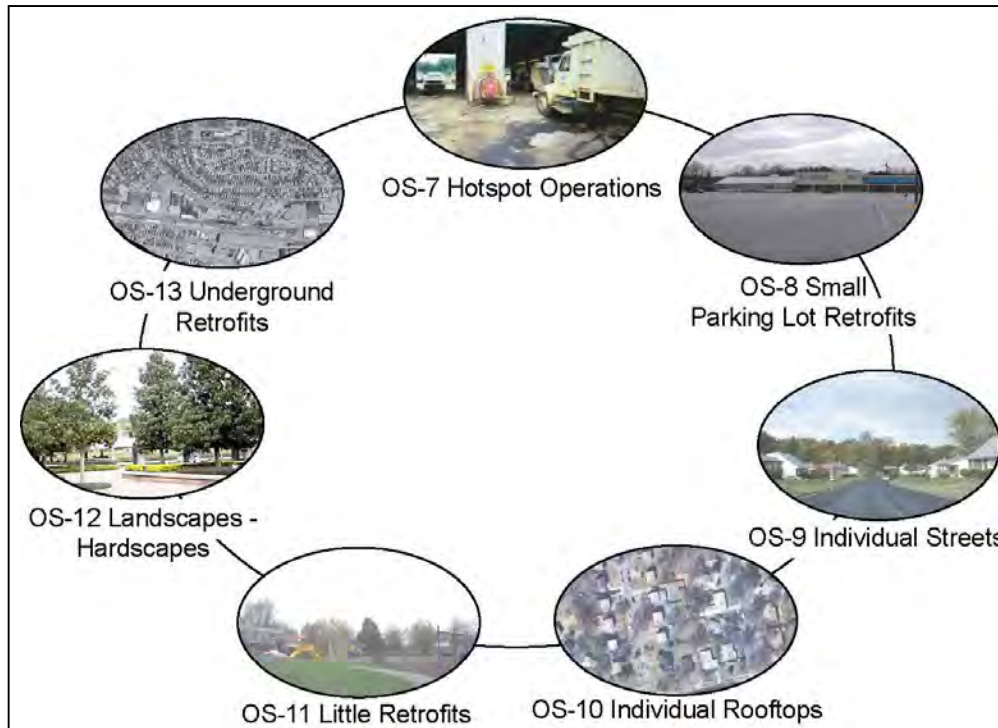 OS-7 Hotspot Operations
OS-8 Small
Parking Lot Retrofits
OS-9 Individual Streets
OS-10 Individual Rooftops
OS-11 Little Retrofits
OS-12 Landscapes -
Hardscapes
OS-13 Underground
Retrofits